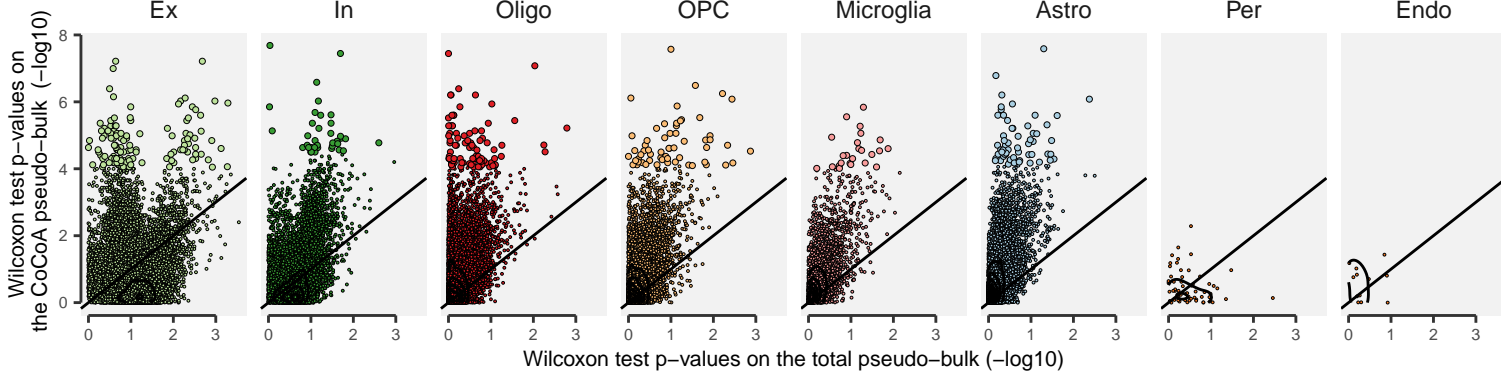 Ex In Oligo OPC Microglia Astro Per Endo
Wilcoxon test p−values on
the CoCoA pseudo−bulk (−log10)
8
6
4
2
0
0 1 2 3 0 1 2 3 0 1 2 3 0 1 2 3 0 1 2 3 0 1 2 3 0 1 2 3 0 1 2 3
Wilcoxon test p−values on the total pseudo−bulk (−log10)